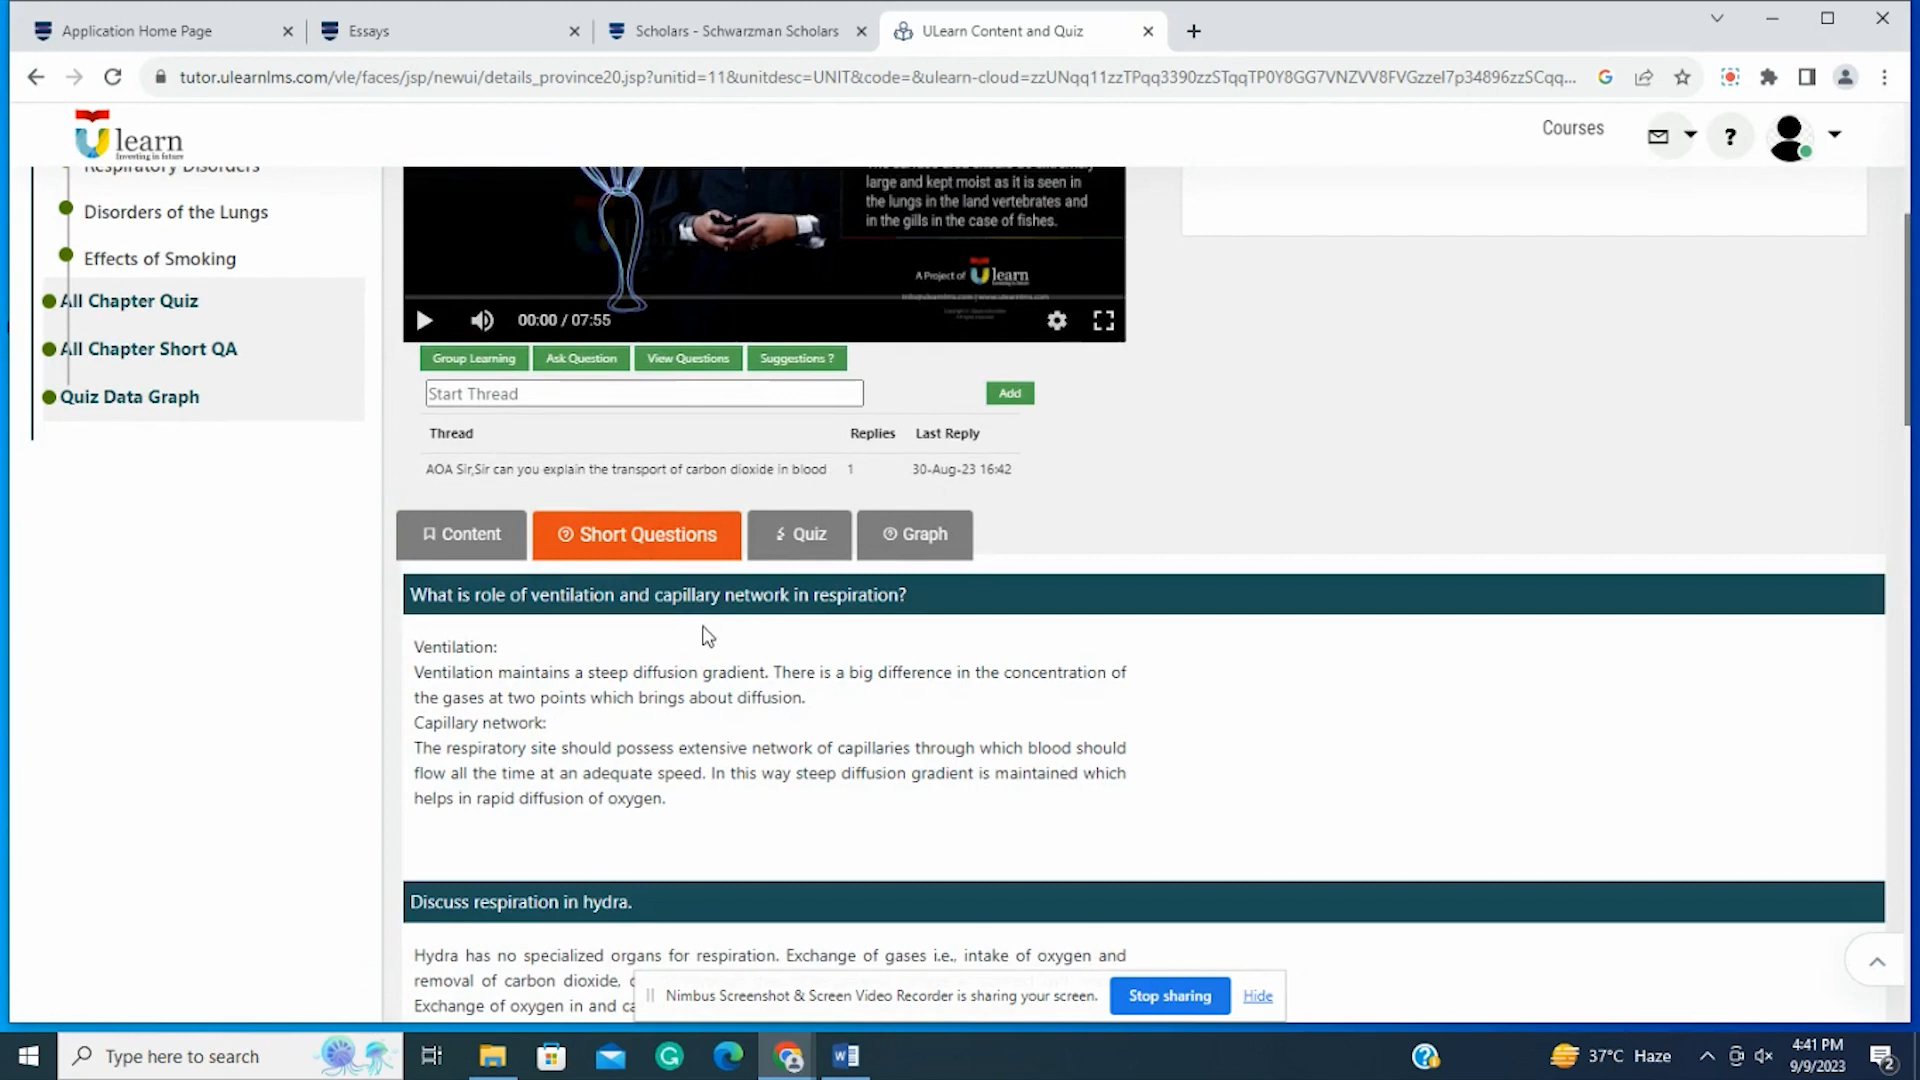 Application Home Page
Essays
Scholars - Schwarzman Scholars
ULearn Content and Quiz
tutor.ulearnlms.com/vle/faces/jsp/newui/details_province20.jsp?unitid=11&unitdesc=UNIT&code=&ulearn-cloud=zzUNqq11zzTPqq3390zzSTqqTP0Y8GG7VNZVV8FVGzzeI7p34896zzSCqq...
Ulearn
Investing in future
Courses
Respiratory Disorders
Disorders of the Lungs
Effects of Smoking
All Chapter Quiz
All Chapter Short QA
Quiz Data Graph
large and kept moist as it is seen in
the lungs in the land vertebrates and
in the gills in the case of fishes.
A Project of Ulearn
00:00 / 07:55
Group Learning
Ask Question
View Questions
Suggestions ?
Start Thread
Add
Thread Replies Last Reply
AOA Sir,Sir can you explain the transport of carbon dioxide in blood 1 30-Aug-23 16:42
Content
Short Questions
Quiz
Graph
What is role of ventilation and capillary network in respiration?
Ventilation:
Ventilation maintains a steep diffusion gradient. There is a big difference in the concentration of
the gases at two points which brings about diffusion.
Capillary network:
The respiratory site should possess extensive network of capillaries through which blood should
flow all the time at an adequate speed. In this way steep diffusion gradient is maintained which
helps in rapid diffusion of oxygen.
Discuss respiration in hydra.
Hydra has no specialized organs for respiration. Exchange of gases i.e., intake of oxygen and
removal of carbon dioxide,
Exchange of oxygen in and ca
Nimbus Screenshot & Screen Video Recorder is sharing your screen.
Stop sharing
Hide
Type here to search
37°C Haze
4:41 PM
9/9/2023
2